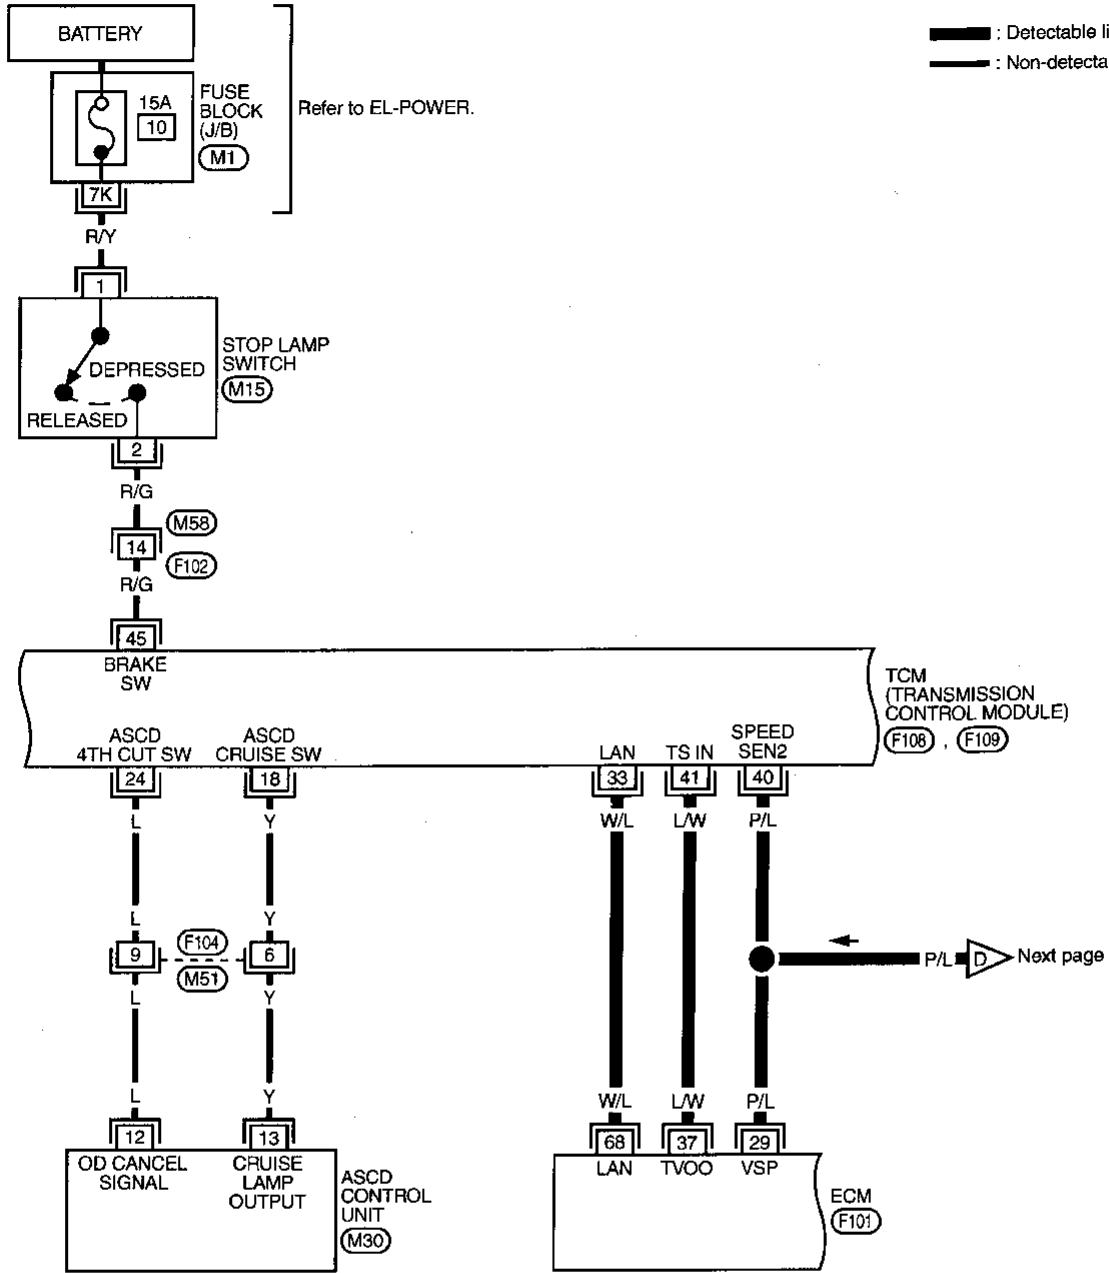 BATTERY
: Detectable li
: Non-detecta
15A
10
FUSE
BLOCK
(J/B)
M1
Refer to EL-POWER.
7K
R/Y
1
STOP LAMP
SWITCH
M15
DEPRESSED
RELEASED
2
R/G
M58
14
F102
R/G
45
BRAKE
SW
TCM
(TRANSMISSION
CONTROL MODULE)
F108 , F109
ASCD
4TH CUT SW
ASCD
CRUISE SW
LAN
TS IN
SPEED
SEN2
24
18
33
41
40
L
Y
W/L
L/W
P/L
L
Y
9
F104
M51
6
P/L
D
Next page
L
Y
L
Y
W/L
L/W
P/L
12
13
68
37
29
OD CANCEL
SIGNAL
CRUISE
LAMP
OUTPUT
ASCD
CONTROL
UNIT
M30
LAN
TVOO
VSP
ECM
F101